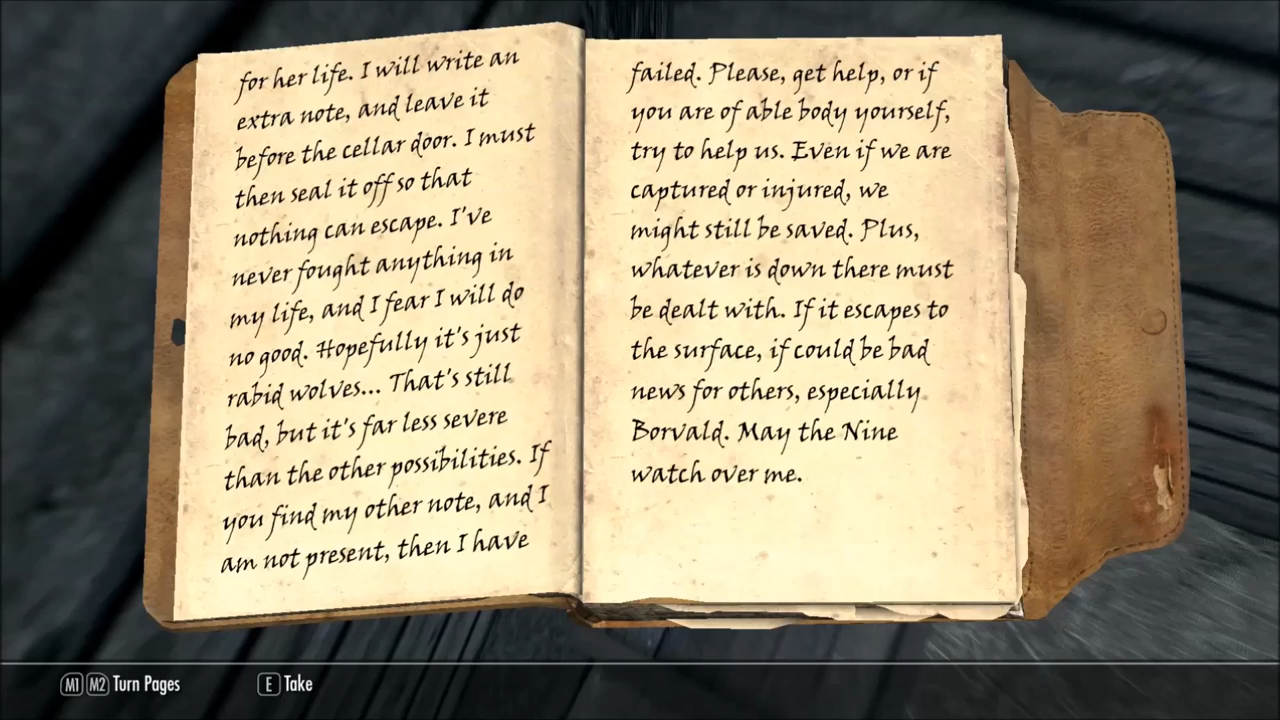 for her life. I will write an
extra note, and leave it
before the cellar door. I must
then seal it off so that
nothing can escape. I've
never fought anything in
my life, and I fear I will do
no good. Hopefully it's just
rabid wolves... That's still
bad, but it's far less severe
than the other possibilities. If
you find my other note, and I
am not present, then I have
failed. Please, get help, or if
you are of able body yourself,
try to help us. Even if we are
captured or injured, we
might still be saved. Plus,
whatever is down there must
be dealt with. If it escapes to
the surface, if could be bad
news for others, especially
Borvald. May the Nine
watch over me.
M1 M2 Turn Pages
E Take